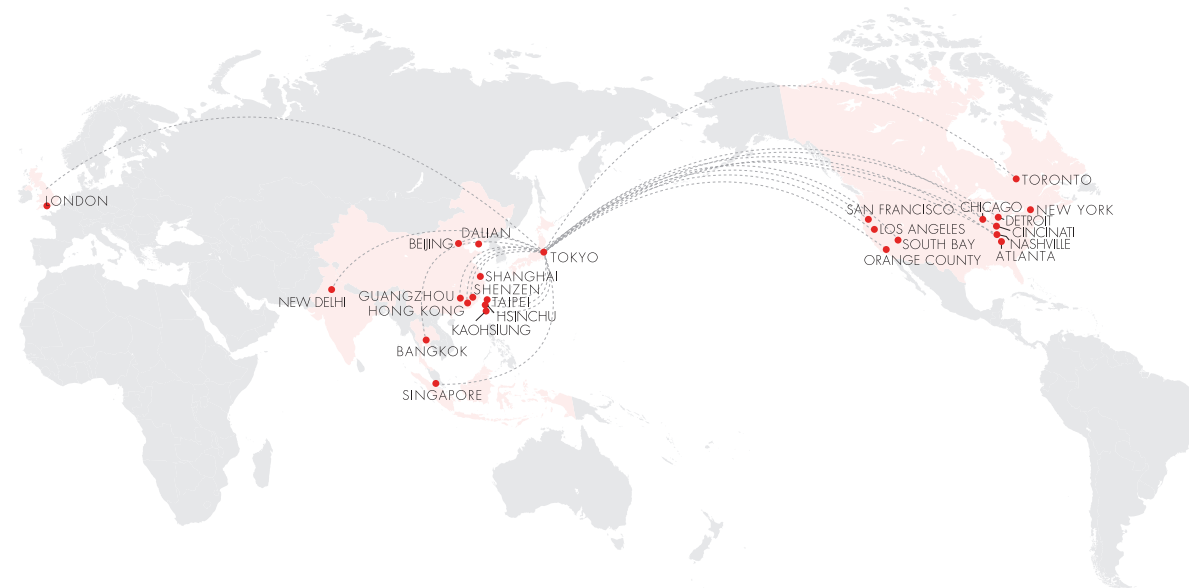 LONDON
DALIAN
BEIJING
TOKYO
SHANGHAI
NEW DELHI
SHENZEN
GUANGZHOU
TAIPEI
HONG KONG
HSINCHU
KAOHSIUNG
BANGKOK
SINGAPORE
TORONTO
SAN FRANCISCO
CHICAGO
NEW YORK
DETROIT
LOS ANGELES
CINCINATI
SOUTH BAY
NASHVILLE
ORANGE COUNTY
ATLANTA